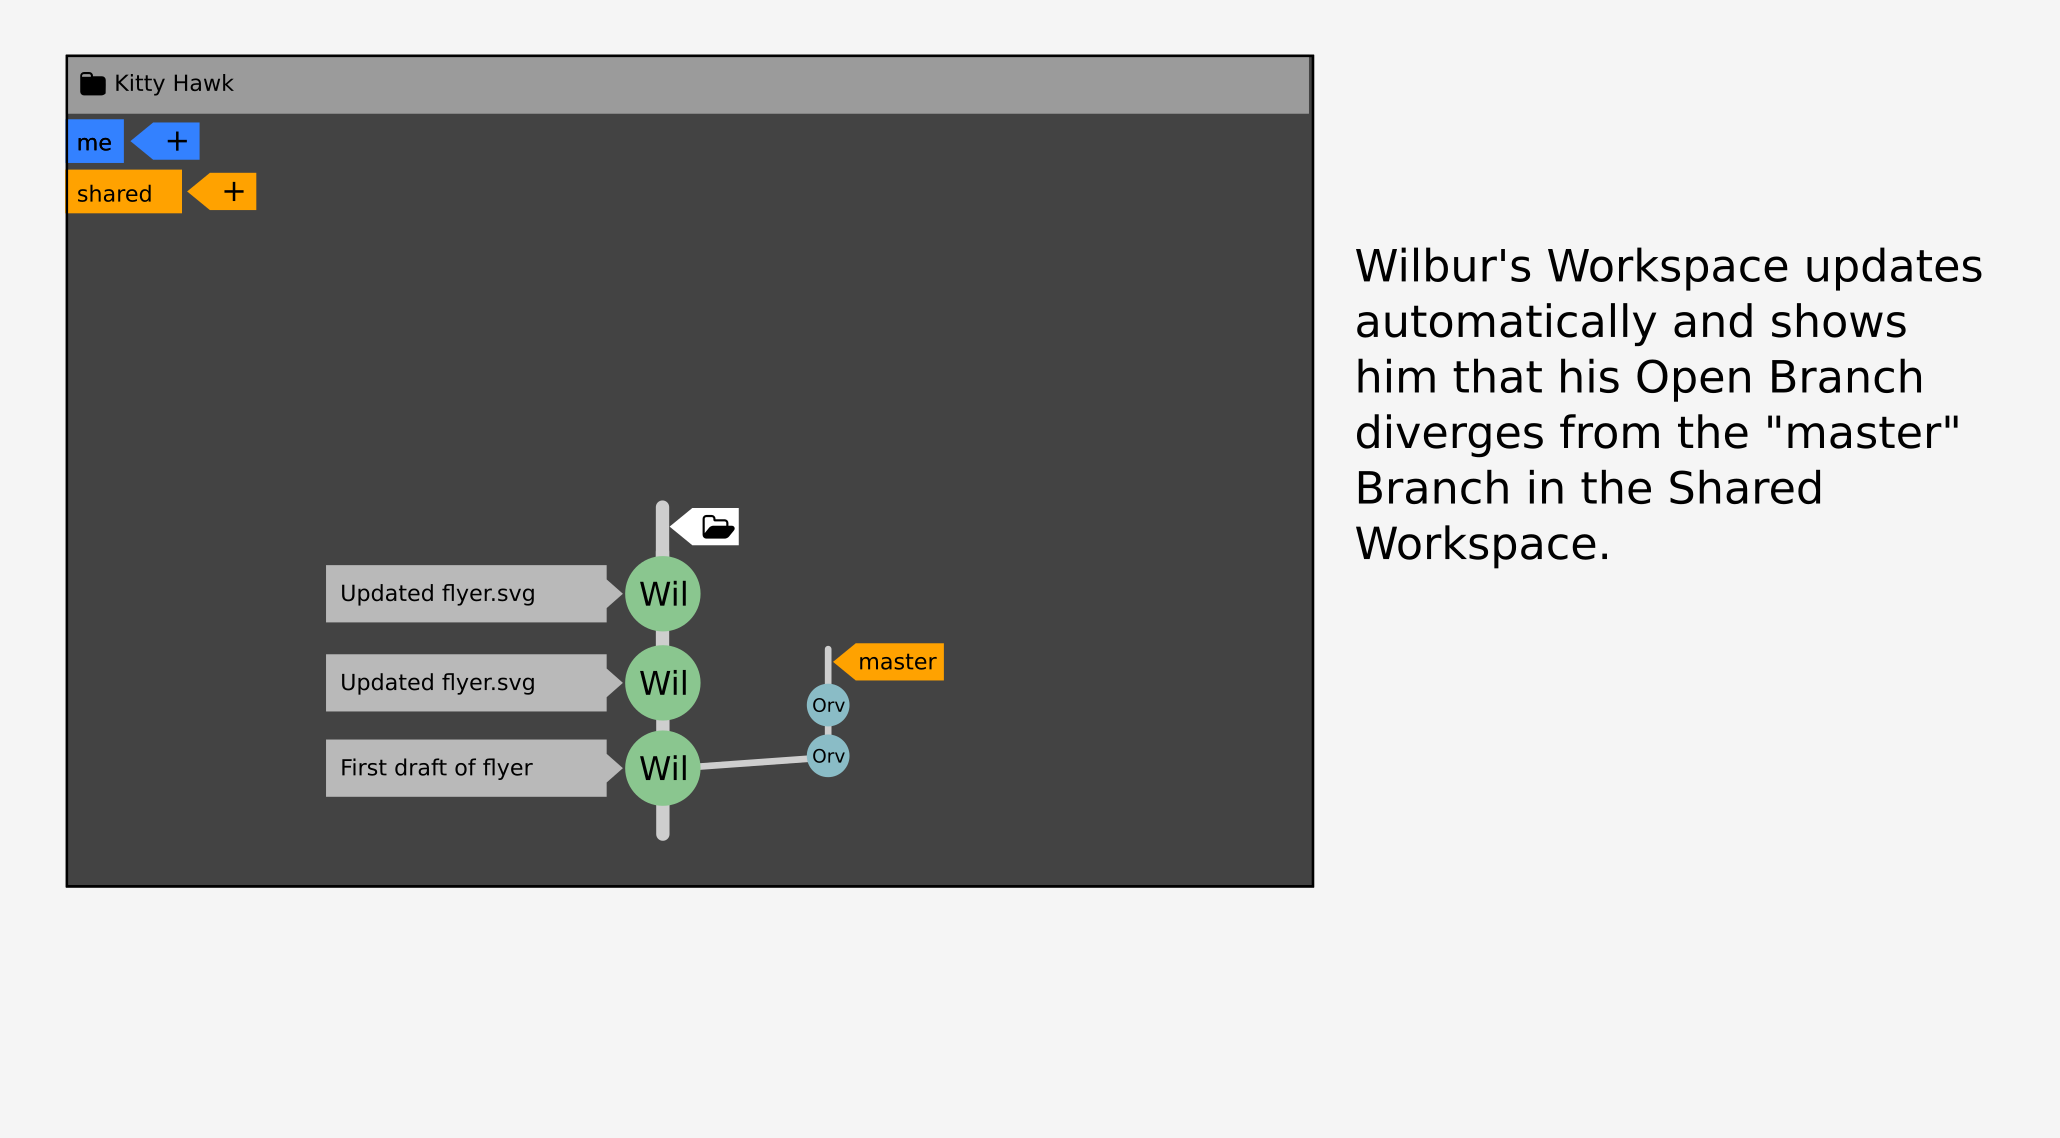 Kitty Hawk
me
+
shared
+
Wilbur's Workspace updates
automatically and shows
him that his Open Branch
diverges from the "master"
Branch in the Shared
Workspace.
Updated flyer.svg
Wil
Updated flyer.svg
Wil
First draft of flyer
Wil
master
Orv
Orv